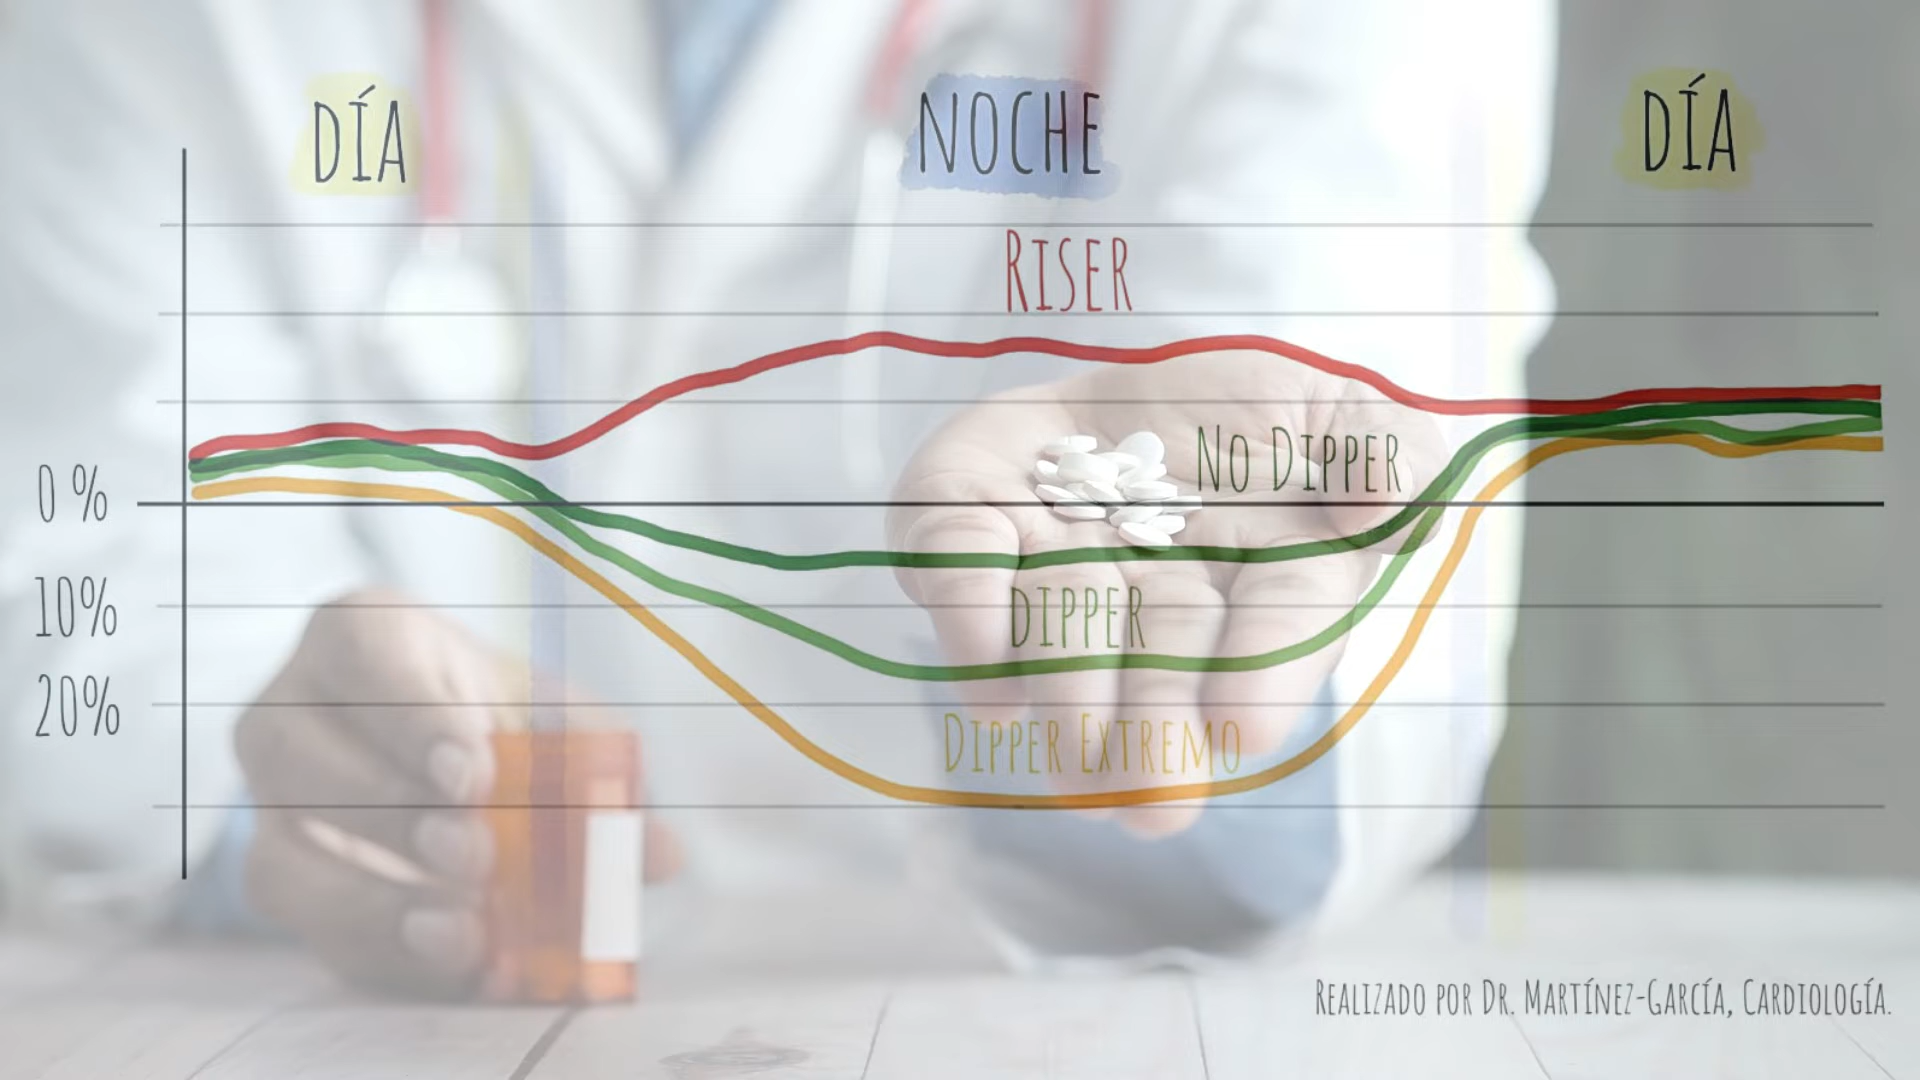 DÍA
NOCHE
DÍA
RISER
NO DIPPER
0 %
DIPPER
10%
20%
DIPPER EXTREMO
REALIZADO POR DR. MARTÍNEZ-GARCÍA, CARDIOLOGÍA.